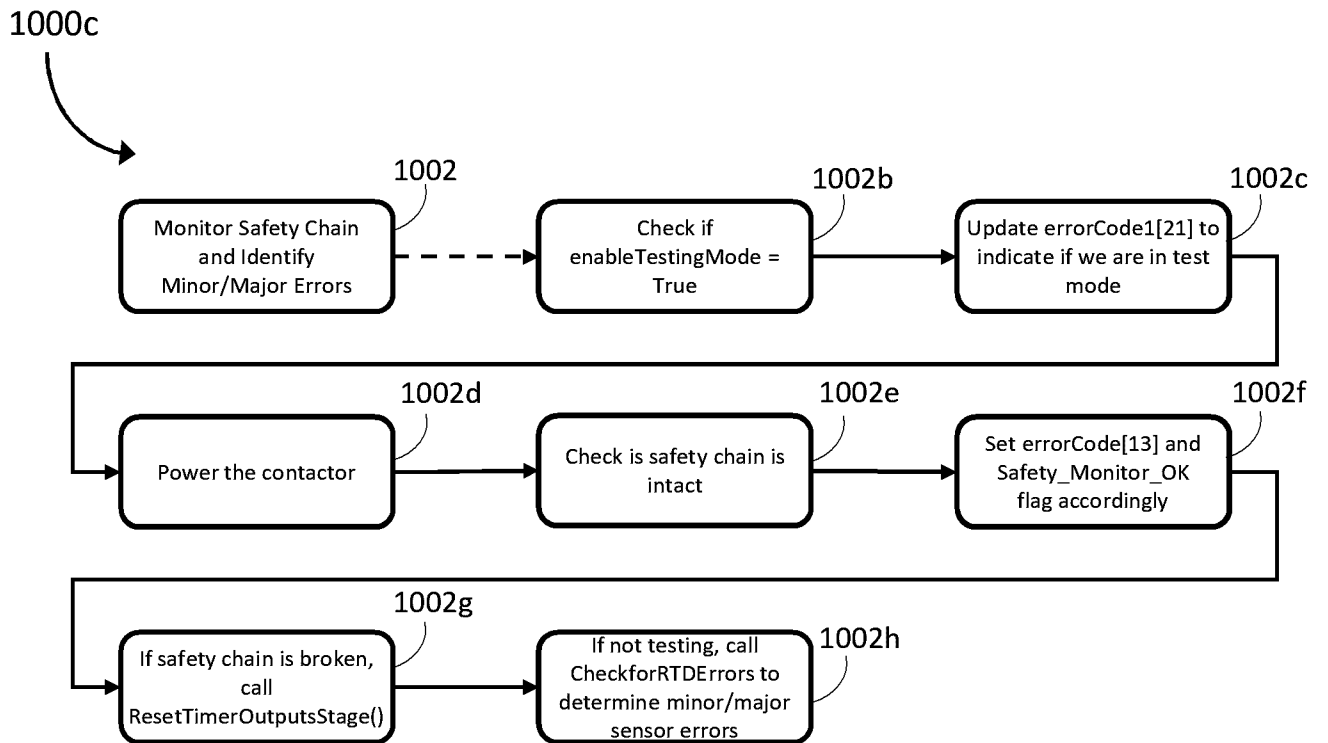 1000c
1002
1002b
1002c
Monitor Safety Chain
and Identify
Minor/Major Errors
Check if
enableTestingMode =
True
Update errorCode1[21] to
indicate if we are in test
mode
1002d
1002e
1002f
Power the contactor
Check is safety chain is
intact
Set errorCode[13] and
Safety_Monitor_OK
flag accordingly
1002g
1002h
If safety chain is broken,
call
ResetTimerOutputsStage()
If not testing, call
CheckforRTDErrors to
determine minor/major
sensor errors